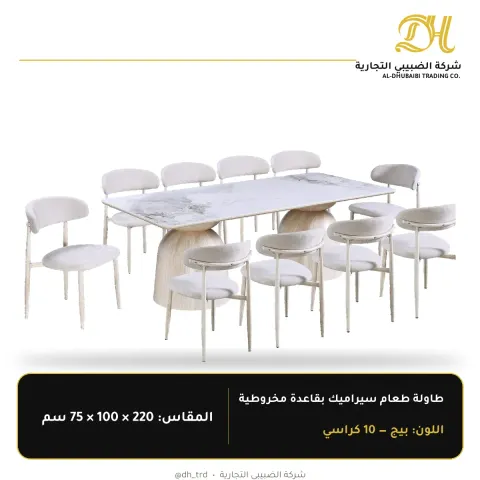 DH
شركة الضبيبي التجارية
AL-DHUBAIBI TRADING CO.
طاولة طعام سيراميك بقاعدة مخروطية
اللون: بيج – 10 كراسي
المقاس: 220 × 100 × 75 سم
شركة الضبيبي التجارية • @dh_trd